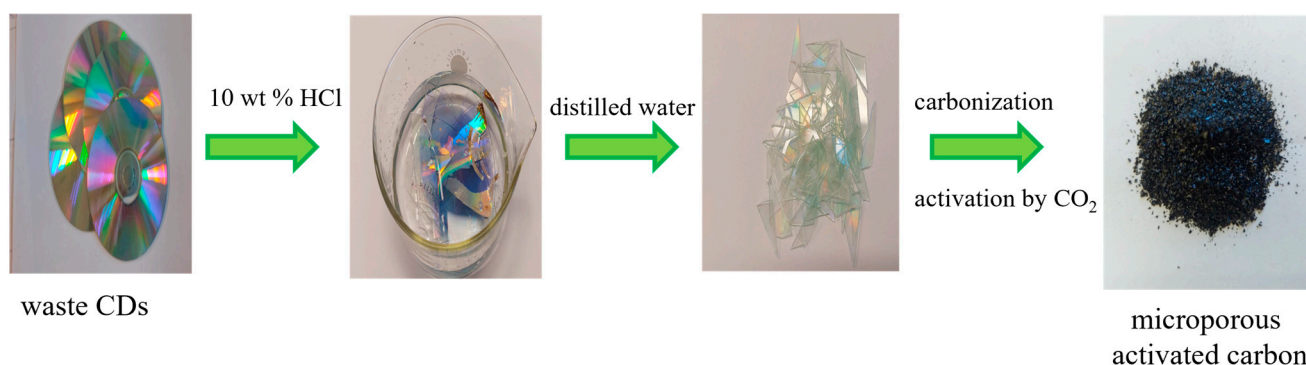 10 wt % HCl
distilled water
carbonization
activation by CO₂
waste CDs
microporous
activated carbon